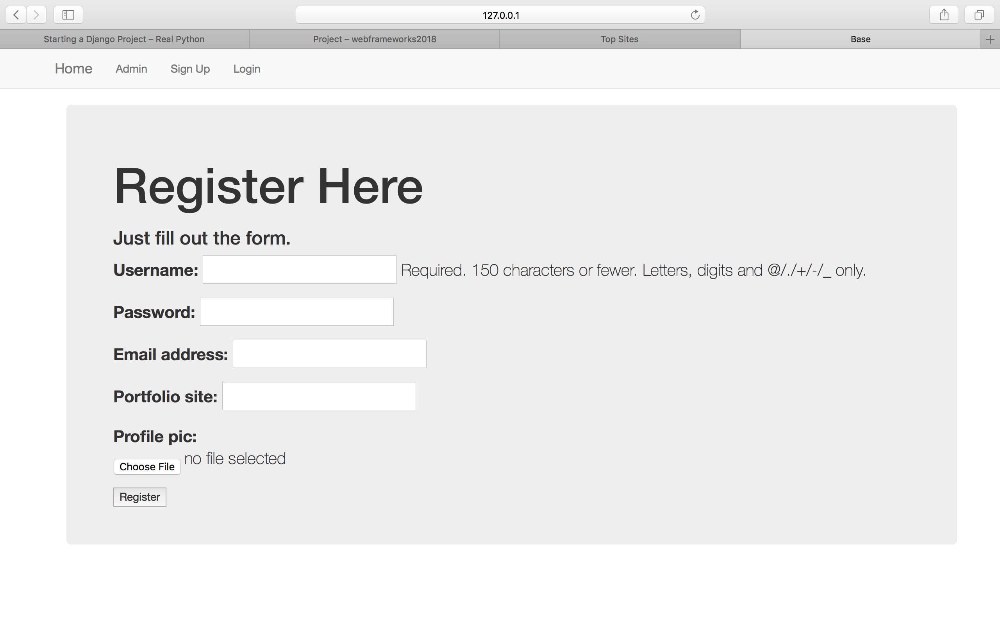 127.0.0.1
Starting a Django Project – Real Python
Project – webframeworks2018
Top Sites
Base
Home Admin Sign Up Login
Register Here
Just fill out the form.
Username: Required. 150 characters or fewer. Letters, digits and @/./+/-/_ only.
Password:
Email address:
Portfolio site:
Profile pic:
Choose File no file selected
Register